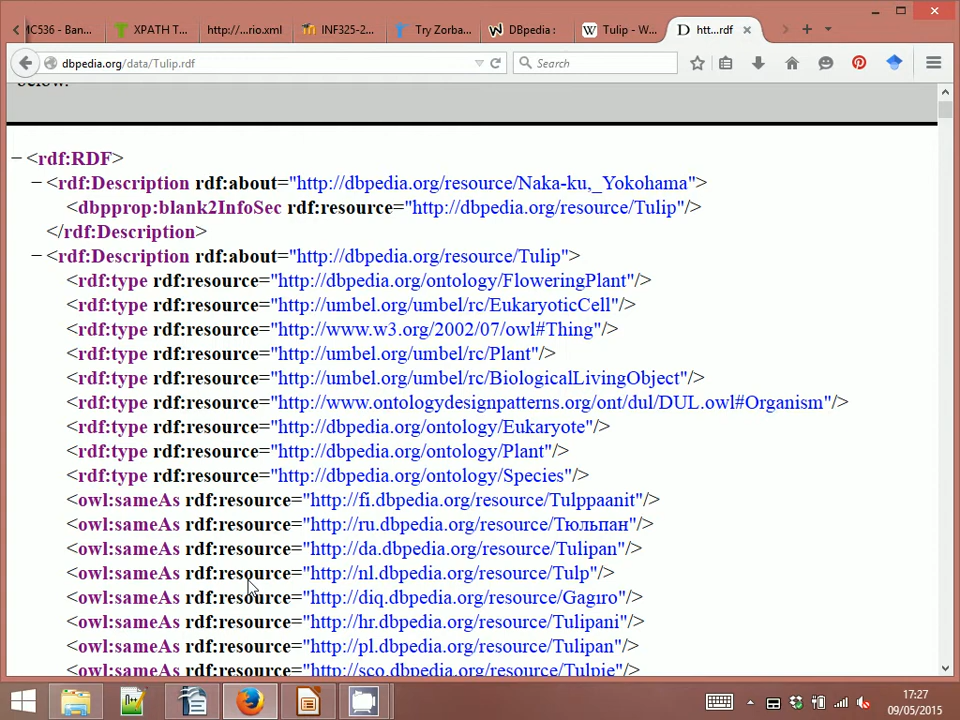 MC536 - Ban...
XPATH T...
http://...rio.xml
INF325-2...
Try Zorba...
DBpedia :
Tulip - W...
htt...rdf
dbpedia.org/data/Tulip.rdf
Search
below.
<rdf:RDF>
<rdf:Description rdf:about="http://dbpedia.org/resource/Naka-ku,_Yokohama">
<dbpprop:blank2InfoSec rdf:resource="http://dbpedia.org/resource/Tulip"/>
</rdf:Description>
<rdf:Description rdf:about="http://dbpedia.org/resource/Tulip">
<rdf:type rdf:resource="http://dbpedia.org/ontology/FloweringPlant"/>
<rdf:type rdf:resource="http://umbel.org/umbel/rc/EukaryoticCell"/>
<rdf:type rdf:resource="http://www.w3.org/2002/07/owl#Thing"/>
<rdf:type rdf:resource="http://umbel.org/umbel/rc/Plant"/>
<rdf:type rdf:resource="http://umbel.org/umbel/rc/BiologicalLivingObject"/>
<rdf:type rdf:resource="http://www.ontologydesignpatterns.org/ont/dul/DUL.owl#Organism"/>
<rdf:type rdf:resource="http://dbpedia.org/ontology/Eukaryote"/>
<rdf:type rdf:resource="http://dbpedia.org/ontology/Plant"/>
<rdf:type rdf:resource="http://dbpedia.org/ontology/Species"/>
<owl:sameAs rdf:resource="http://fi.dbpedia.org/resource/Tulppaanit"/>
<owl:sameAs rdf:resource="http://ru.dbpedia.org/resource/Тюльпан"/>
<owl:sameAs rdf:resource="http://da.dbpedia.org/resource/Tulipan"/>
<owl:sameAs rdf:resource="http://nl.dbpedia.org/resource/Tulp"/>
<owl:sameAs rdf:resource="http://diq.dbpedia.org/resource/Gagıro"/>
<owl:sameAs rdf:resource="http://hr.dbpedia.org/resource/Tulipani"/>
<owl:sameAs rdf:resource="http://pl.dbpedia.org/resource/Tulipan"/>
<owl:sameAs rdf:resource="http://sco.dbpedia.org/resource/Tulpie"/>
17:27
09/05/2015